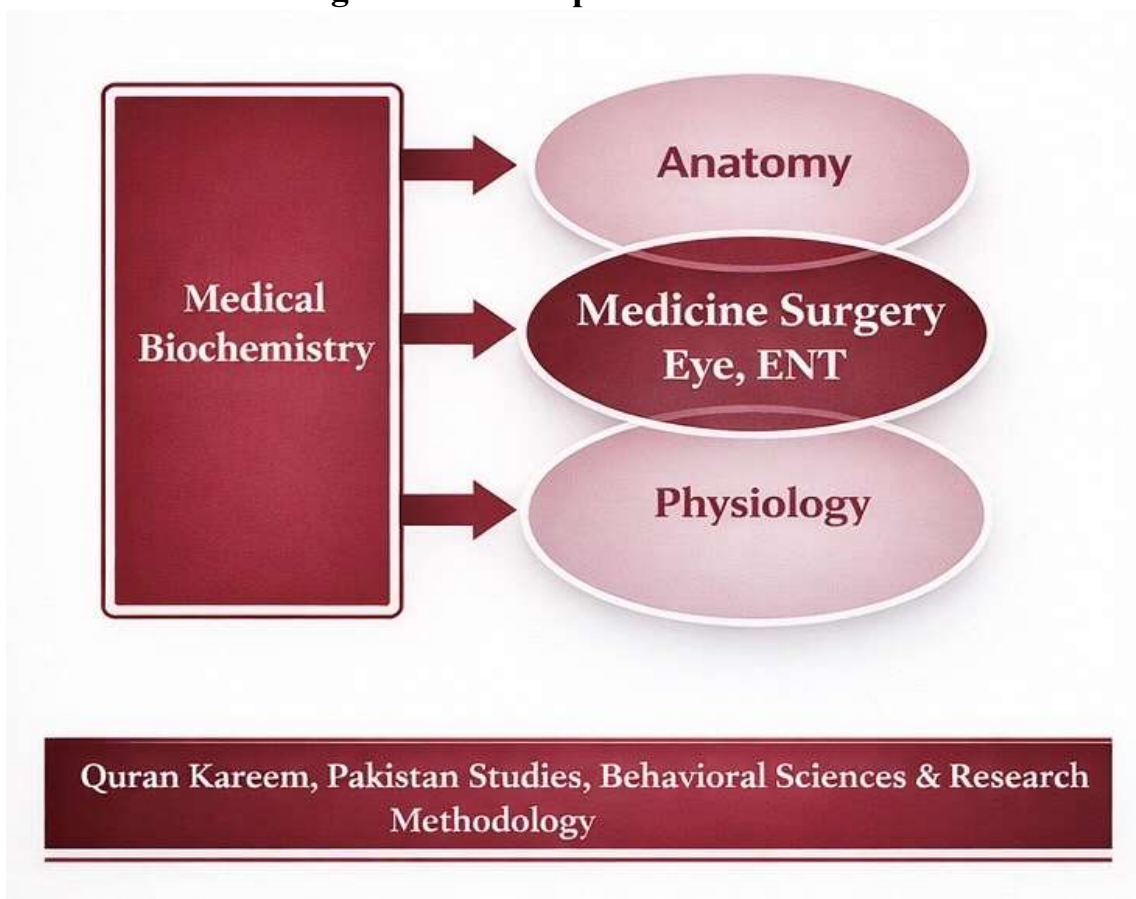 Medical
Biochemistry
Anatomy
Medicine Surgery
Eye, ENT
Physiology
Quran Kareem, Pakistan Studies, Behavioral Sciences & Research
Methodology